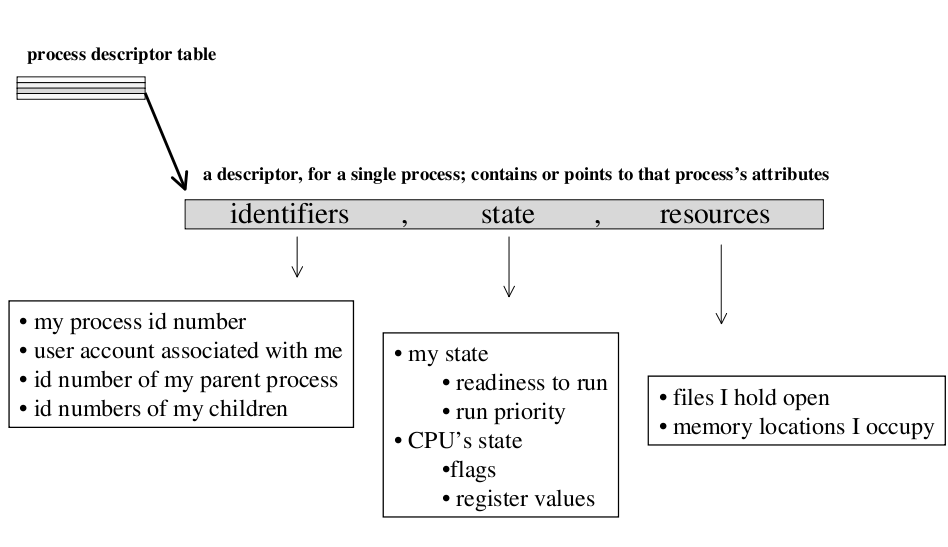 process descriptor table
a descriptor, for a single process; contains or points to that process’s attributes
identifiers , state , resources
• my process id number
• user account associated with me
• id number of my parent process
• id numbers of my children
• my state
• readiness to run
• run priority
• CPU’s state
•flags
• register values
• files I hold open
• memory locations I occupy